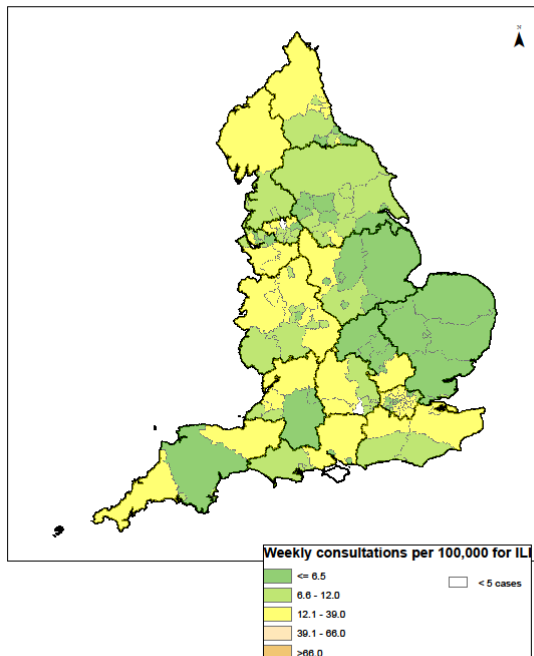 N
Weekly consultations per 100,000 for ILI
<= 6.5
< 5 cases
6.6 - 12.0
12.1 - 39.0
39.1 - 66.0
>66.0